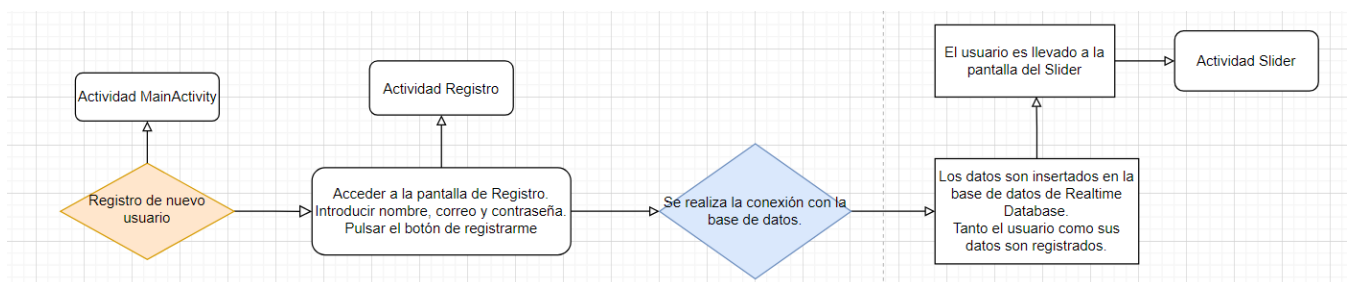 Actividad MainActivity
Registro de nuevo
usuario
Actividad Registro
Acceder a la pantalla de Registro.
Introducir nombre, correo y contraseña.
Pulsar el botón de registrarme
Se realiza la conexión con la
base de datos.
Los datos son insertados en la
base de datos de Realtime
Database.
Tanto el usuario como sus
datos son registrados.
El usuario es llevado a la
pantalla del Slider
Actividad Slider